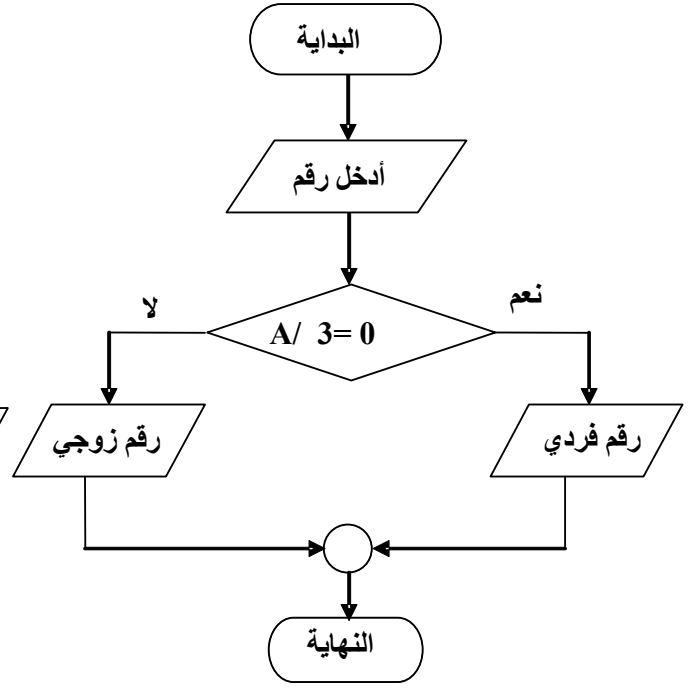 البداية
أدخل رقم
نعم
لا
A/ 3= 0
رقم فردي
رقم زوجي
النهاية